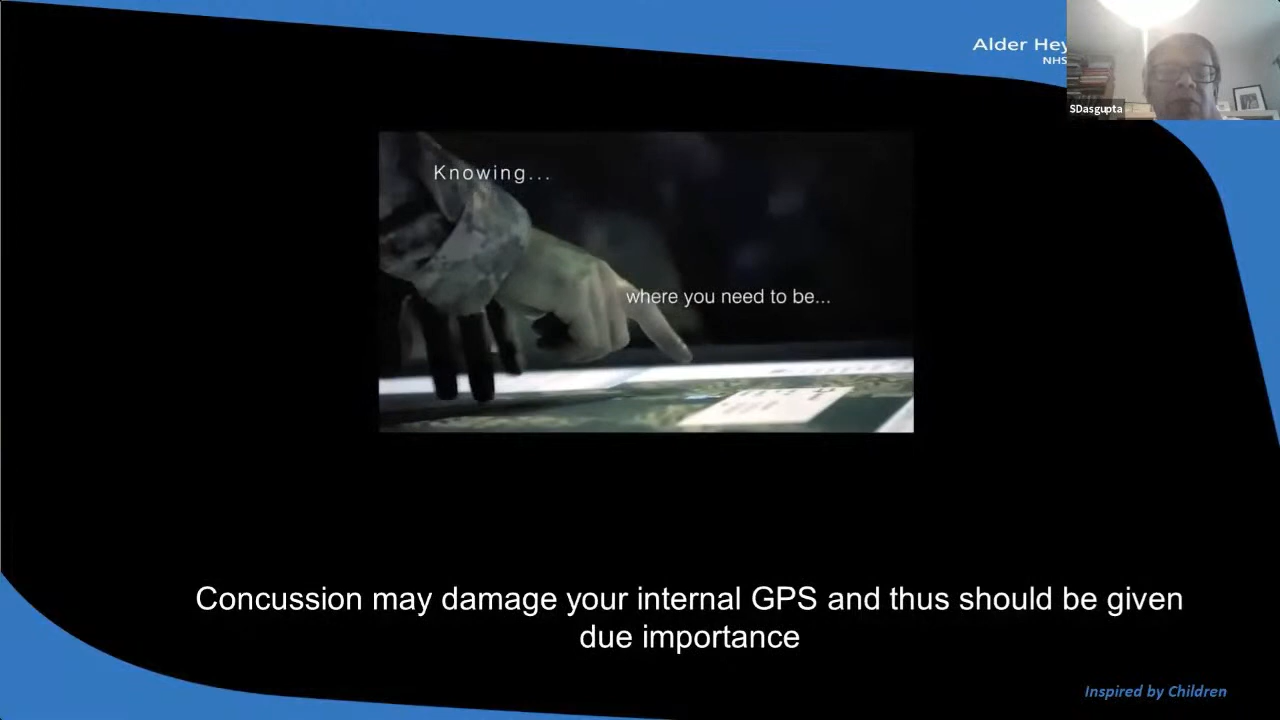 Alder Hey
NHS
SDasgupta
Knowing...
where you need to be...
Concussion may damage your internal GPS and thus should be given
due importance
Inspired by Children